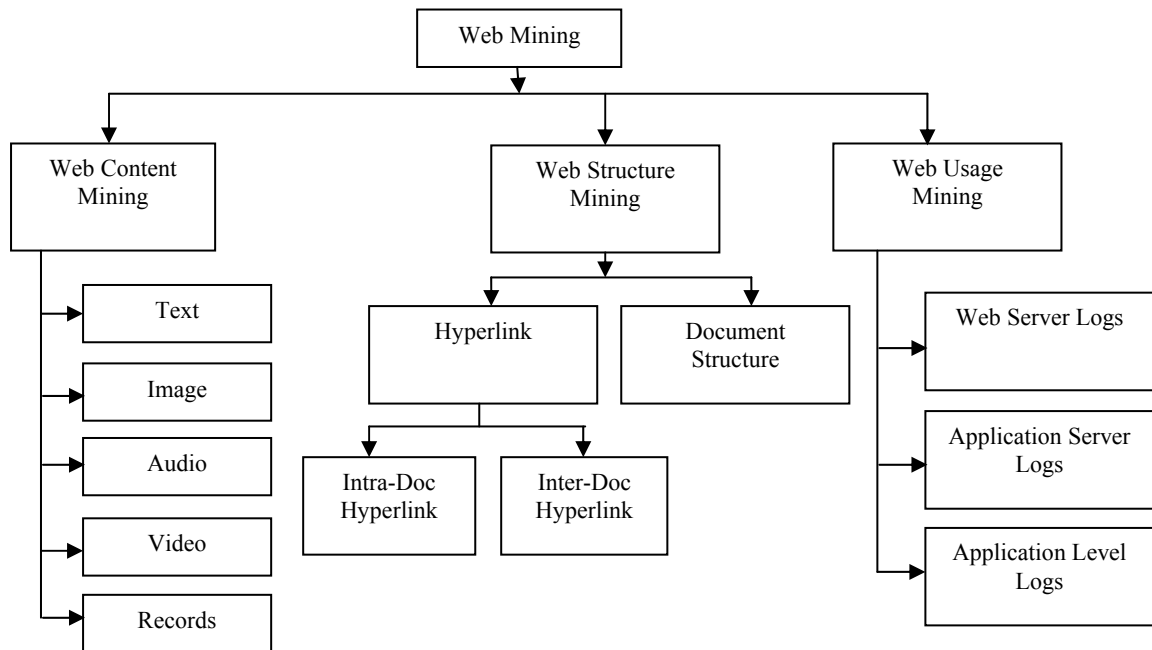 Web Mining
Web Content
Mining
Web Structure
Mining
Web Usage
Mining
Text
Image
Audio
Video
Records
Hyperlink
Document
Structure
Intra-Doc
Hyperlink
Inter-Doc
Hyperlink
Web Server Logs
Application Server
Logs
Application Level
Logs